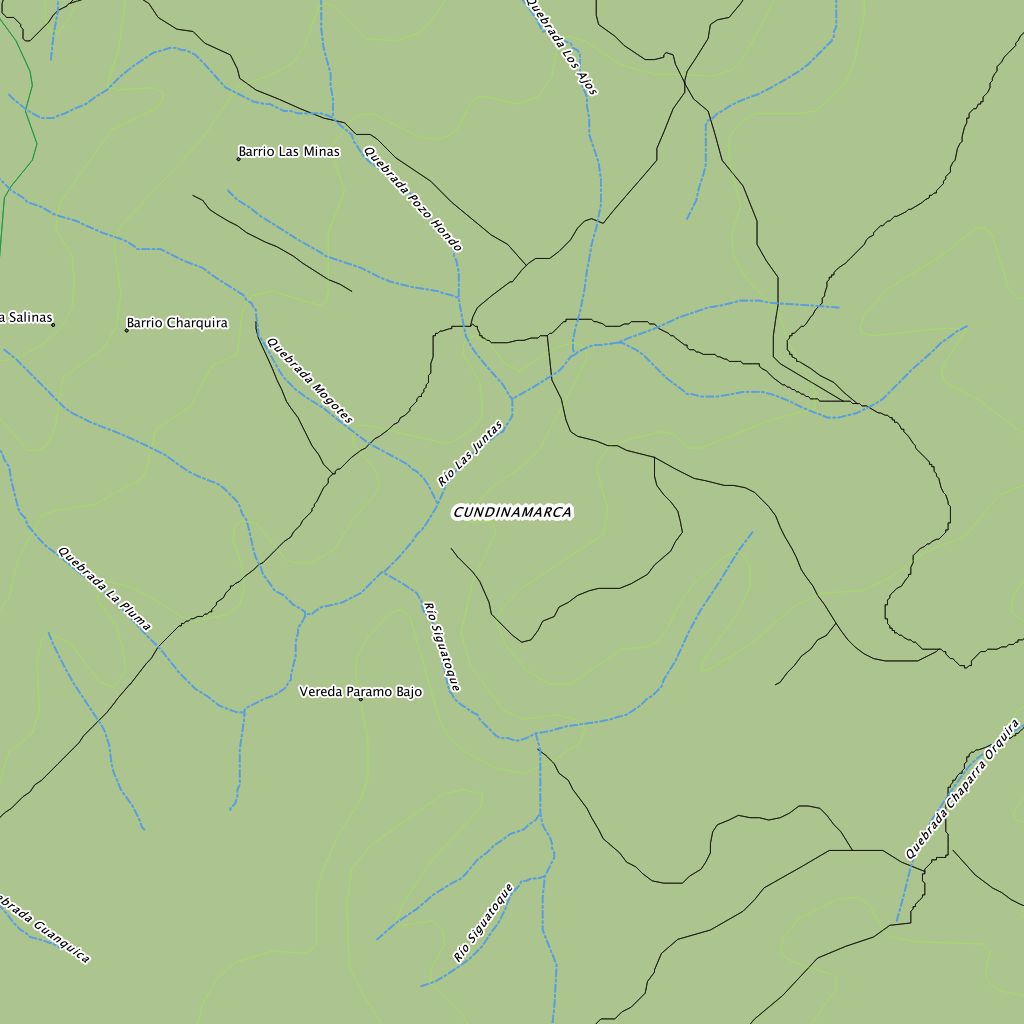 Quebrada Los Ajos
Barrio Las Minas
Quebrada Pozo Hondo
a Salinas
Barrio Charquira
Quebrada Mogotes
Río Las Juntas
CUNDINAMARCA
Quebrada La Pluma
Río Siguatoque
Vereda Paramo Bajo
Quebrada Chaparra Orquira
Río Siguatoque
ebrada Guanquica